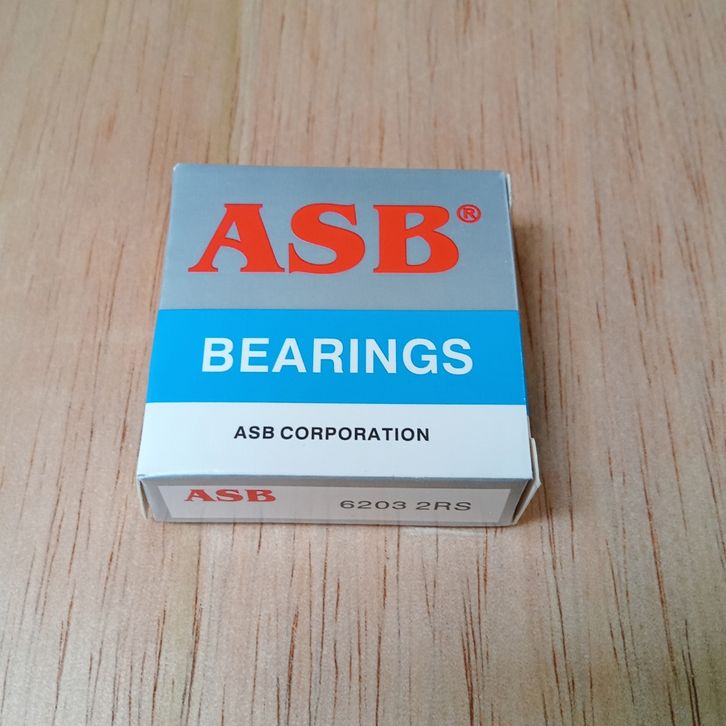 ASB®
BEARINGS
ASB CORPORATION
ASB 6203 2RS